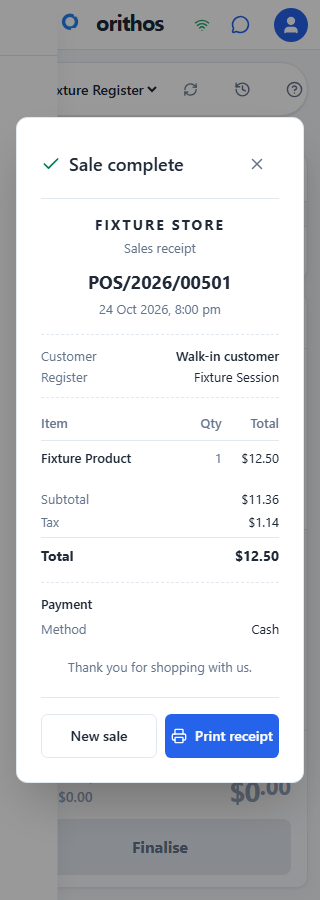 orithos
xture Register
Sale complete
FIXTURE STORE
Sales receipt
POS/2026/00501
24 Oct 2026, 8:00 pm
Customer Walk-in customer
Register Fixture Session
Item Qty Total
Fixture Product 1 $12.50
Subtotal $11.36
Tax $1.14
Total $12.50
Payment
Method Cash
Thank you for shopping with us.
New sale Print receipt
$0.00 $0.00
Finalise